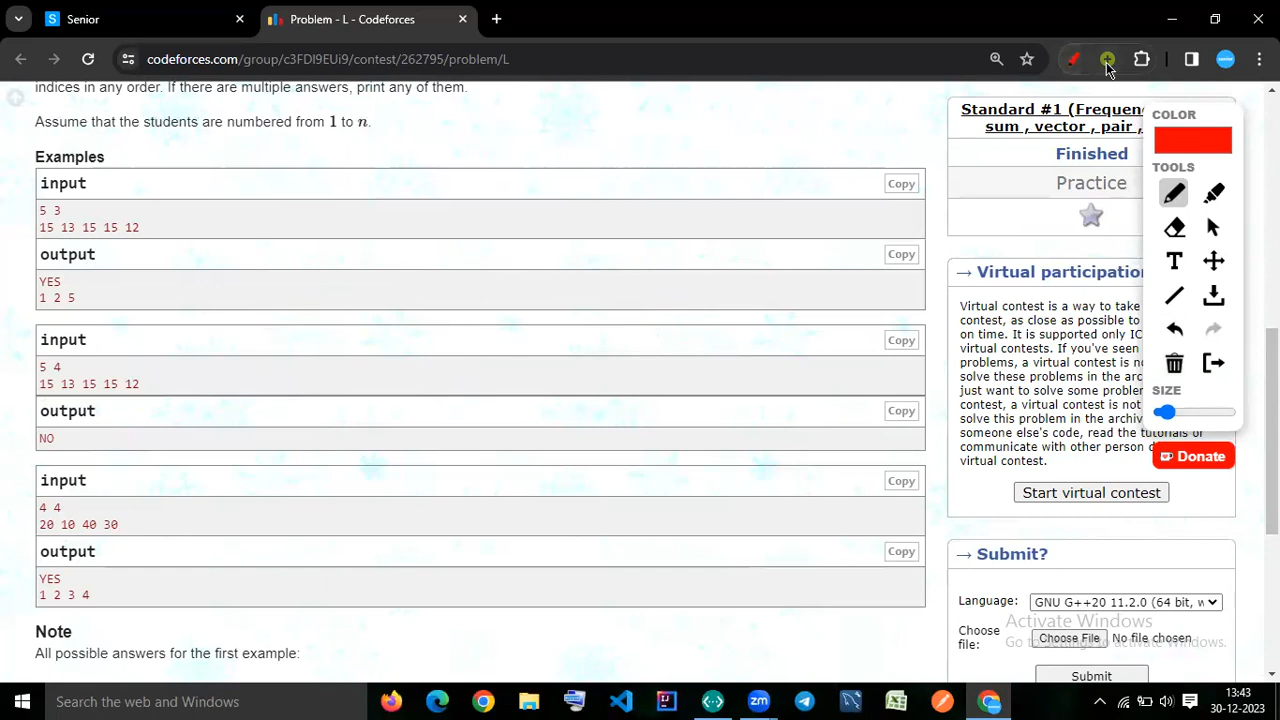 Senior
Problem - L - Codeforces
codeforces.com/group/c3FDI9EUi9/contest/262795/problem/L
indices in any order. If there are multiple answers, print any of them.
Assume that the students are numbered from 1 to n.
Examples
input
Copy
5 3
15 13 15 15 12
output
Copy
YES
1 2 5
input
Copy
5 4
15 13 15 15 12
output
Copy
NO
input
Copy
4 4
20 10 40 30
output
Copy
YES
1 2 3 4
Note
All possible answers for the first example:
Standard #1 (Frequen
sum , vector , pair ,
Finished
Practice
→ Virtual participatio
Virtual contest is a way to take
contest, as close as possible to
on time. It is supported only IC
virtual contests. If you've seen
problems, a virtual contest is no
solve these problems in the arc
just want to solve some problem
contest, a virtual contest is not
solve this problem in the archiv
someone else's code, read the tutorials or
communicate with other person d
virtual contest.
Start virtual contest
→ Submit?
Language:
GNU G++20 11.2.0 (64 bit, w
Choose
file:
Choose File
No file chosen
Submit
COLOR
TOOLS
T
SIZE
Donate
Activate Windows
Go to Settings to activate Windows.
Search the web and Windows
zm
13:43
30-12-2023